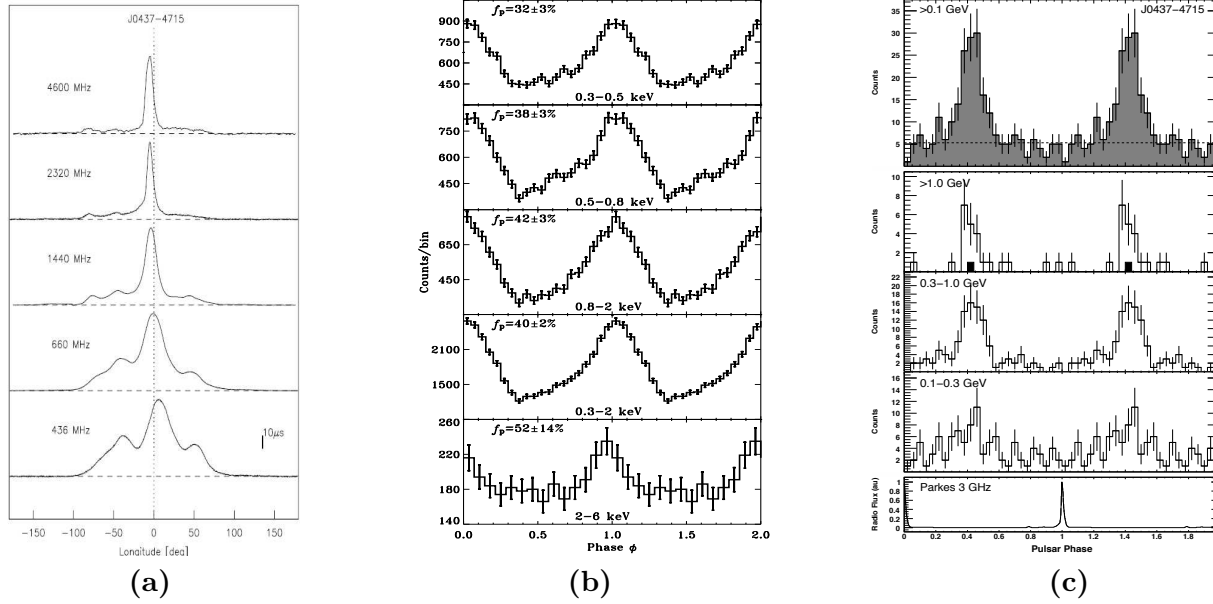 J0437−4715
4600 MHz
2320 MHz
1440 MHz
660 MHz
436 MHz
10μs
−150 −100 −50 0 50 100 150
Longitude [deg]
(a)
Counts/bin
900
750
600
450
fp=32±3%
0.3−0.5 keV
750
600
450
fp=38±3%
0.5−0.8 keV
650
450
fp=42±3%
0.8−2 keV
2100
1500
fp=40±2%
0.3−2 keV
260
220
180
140
fp=52±14%
2−6 keV
0.0 0.5 1.0 1.5 2.0
Phase ϕ
(b)
>0.1 GeV
J0437−4715
Counts
35
30
25
20
15
10
5
0
>1.0 GeV
Counts
10
8
6
4
2
0.3−1.0 GeV
Counts
22
20
18
16
14
12
10
8
6
4
2
0
0.1−0.3 GeV
Counts
16
14
12
10
8
6
4
2
Parkes 3 GHz
Radio Flux (au)
1
0.8
0.6
0.4
0.2
0
0 0.2 0.4 0.6 0.8 1 1.2 1.4 1.6 1.8
Pulsar Phase
(c)